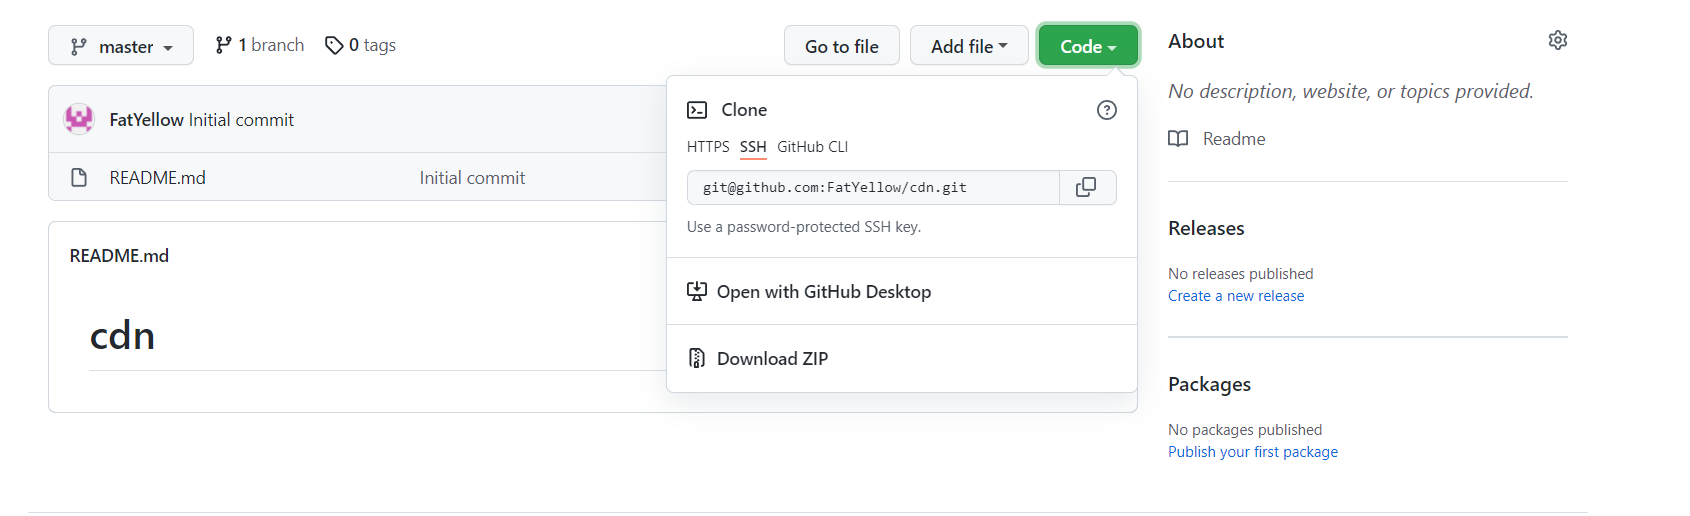 master
1 branch
0 tags
Go to file
Add file
Code
FatYellow Initial commit
README.md Initial commit
README.md
cdn
Clone
HTTPS SSH GitHub CLI
git@github.com:FatYellow/cdn.git
Use a password-protected SSH key.
Open with GitHub Desktop
Download ZIP
About
No description, website, or topics provided.
Readme
Releases
No releases published
Create a new release
Packages
No packages published
Publish your first package